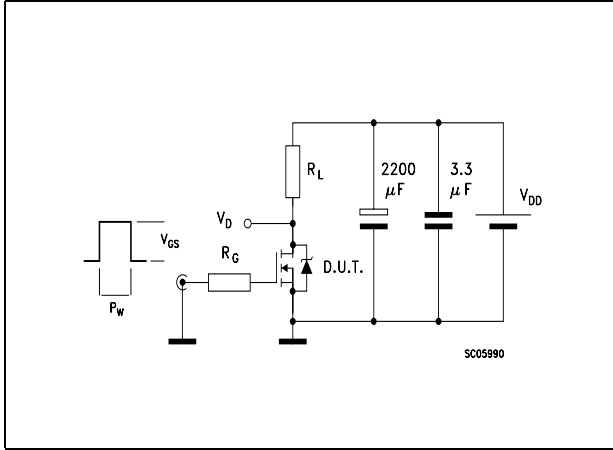 R_L
2200
μF
3.3
μF
V_DD
V_D
V_GS
R_G
D.U.T.
P_W
SC05990